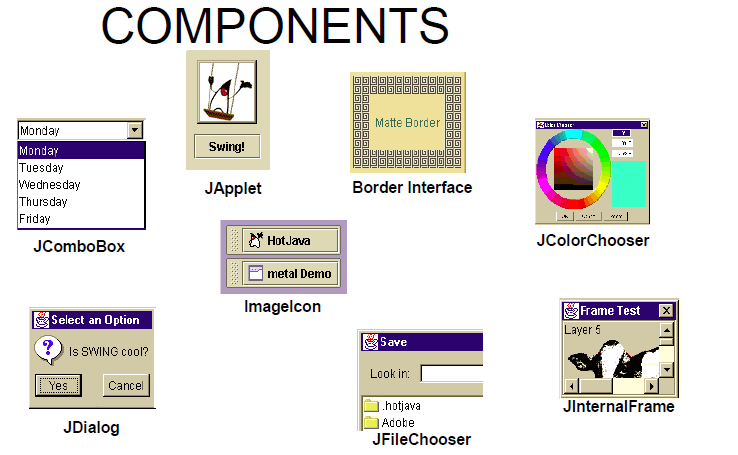 COMPONENTS
Swing!
JApplet
Matte Border
Border Interface
Monday
Monday
Tuesday
Wednesday
Thursday
Friday
JComboBox
Color Chooser
JColorChooser
HotJava
metal Demo
ImageIcon
Select an Option
Is SWING cool?
Yes
Cancel
JDialog
Save
Look in:
.hotjava
Adobe
JFileChooser
Frame Test
Layer 5
JInternalFrame